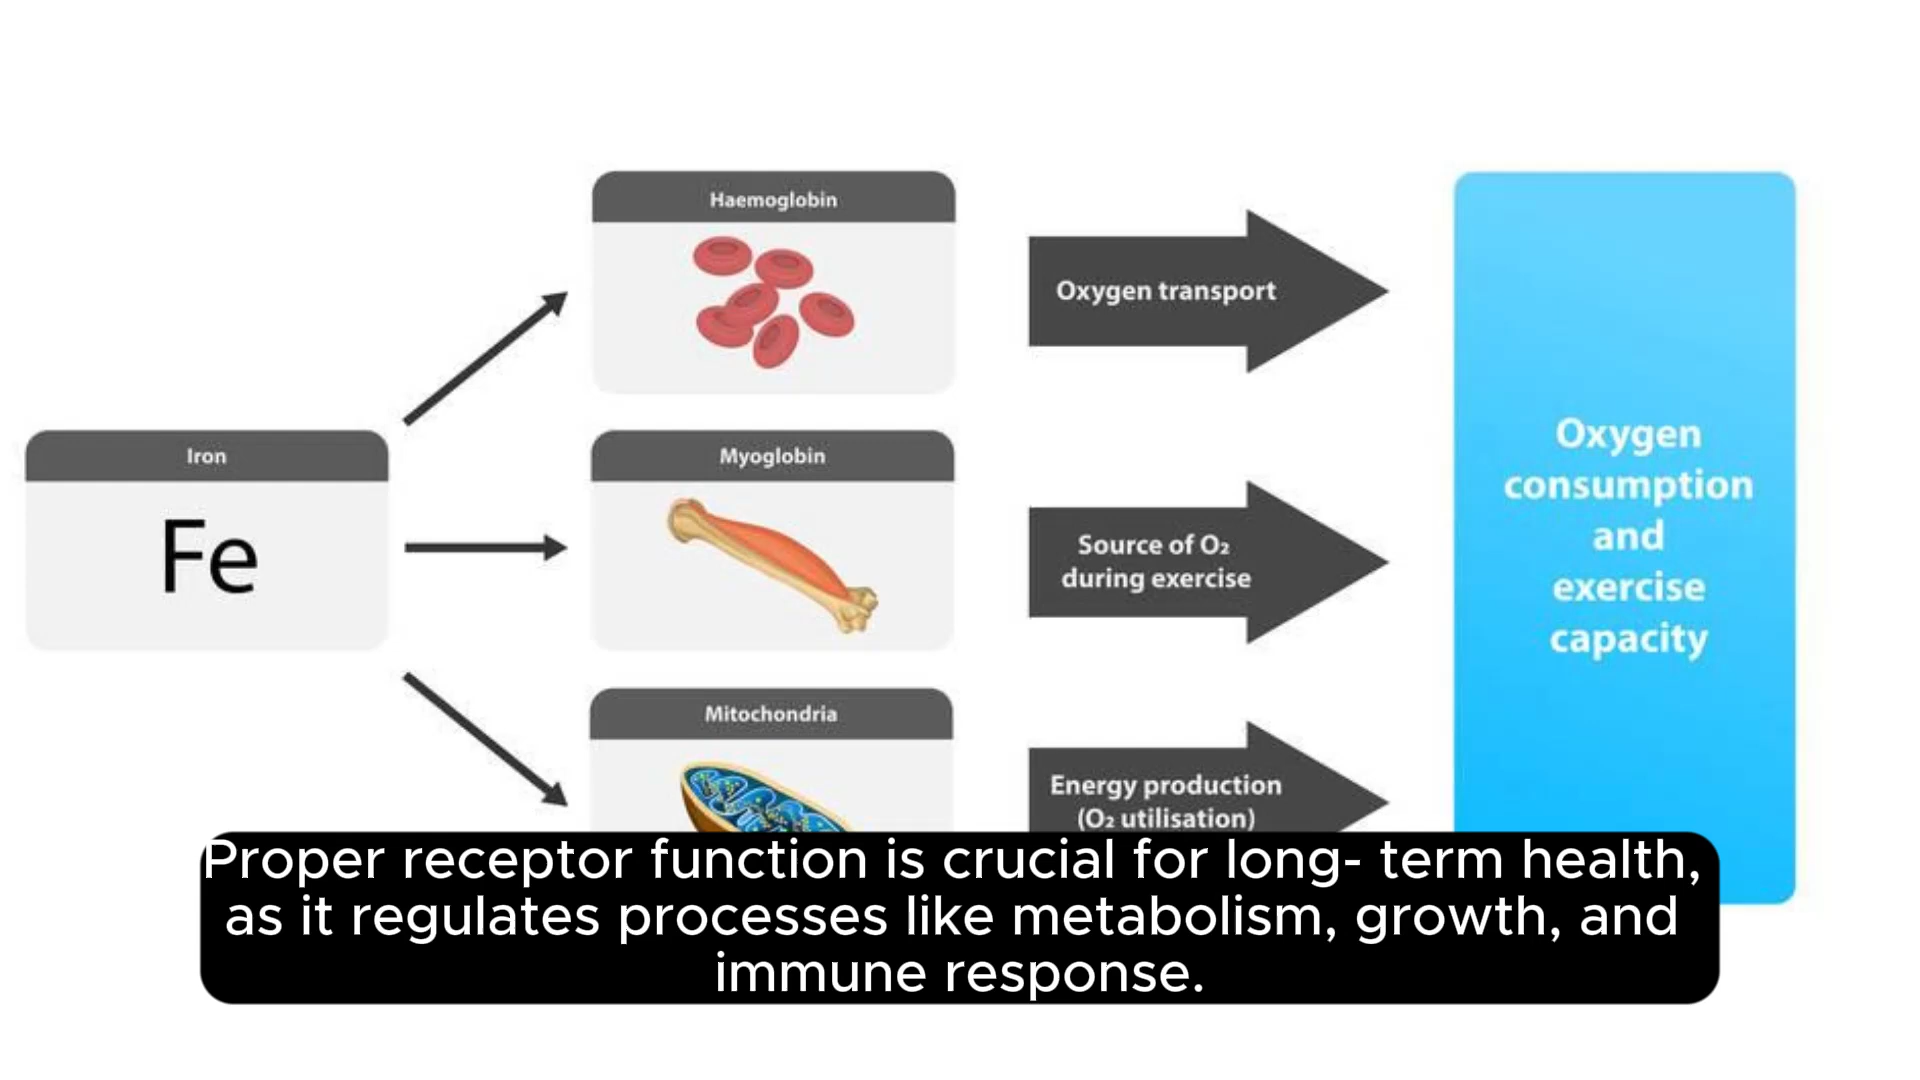 Haemoglobin
Oxygen transport
Iron
Fe
Myoglobin
Source of O₂
during exercise
Oxygen
consumption
and
exercise
capacity
Mitochondria
Energy production
(O₂ utilisation)
Proper receptor function is crucial for long- term health,
as it regulates processes like metabolism, growth, and
immune response.